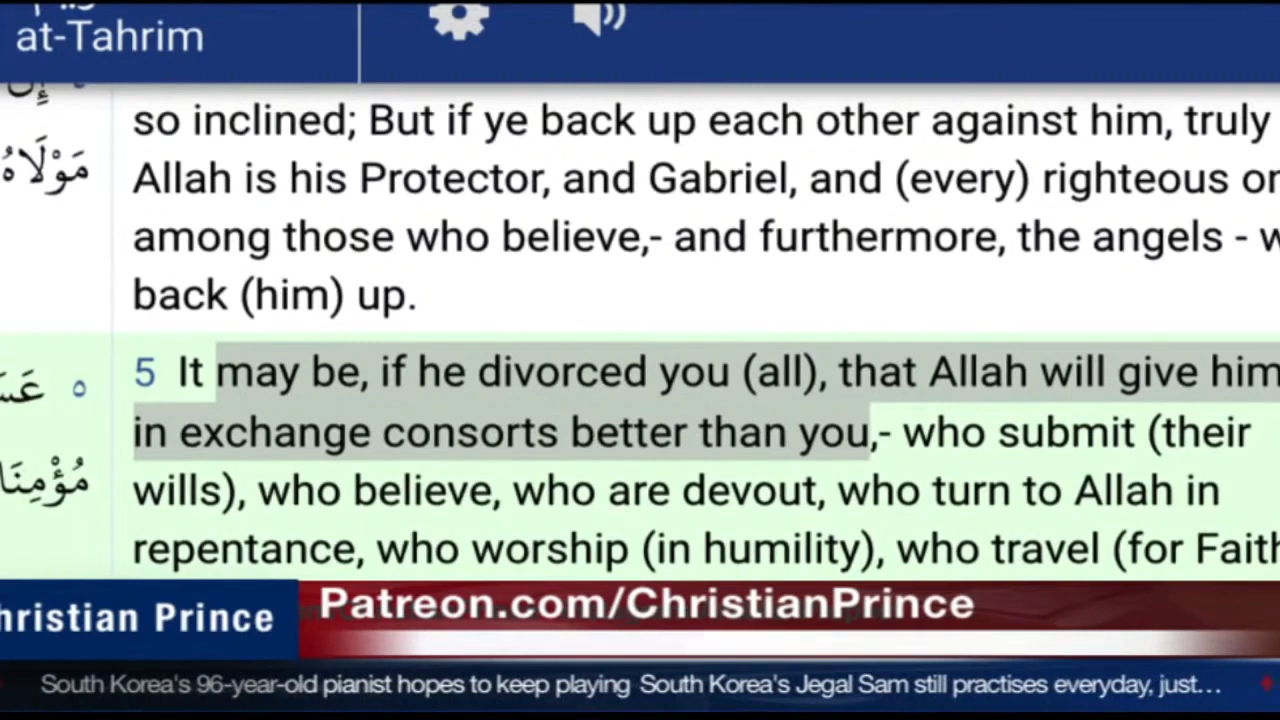 at-Tahrim
so inclined; But if ye back up each other against him, truly
مَوْلَاهُ
Allah is his Protector, and Gabriel, and (every) righteous
among those who believe,- and furthermore, the angels -
back (him) up.
5 It may be, if he divorced you (all), that Allah will give him
٥
in exchange consorts better than you,- who submit (their
wills), who believe, who are devout, who turn to Allah in
repentance, who worship (in humility), who travel (for Faith
hristian Prince
Patreon.com/ChristianPrince
South Korea's 96-year-old pianist hopes to keep playing South Korea's Jegal Sam still practises everyday, just…